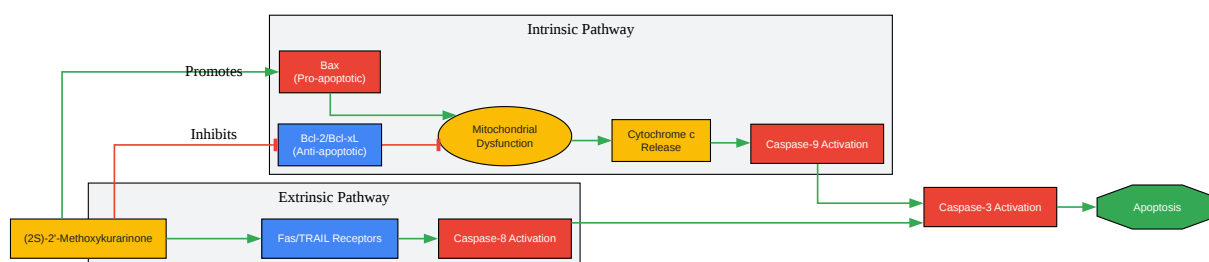 Intrinsic Pathway
Promotes
Bax
(Pro-apoptotic)
Inhibits
Bcl-2/Bcl-xL
(Anti-apoptotic)
Mitochondrial
Dysfunction
Cytochrome c
Release
Caspase-9 Activation
Extrinsic Pathway
(2S)-2'-Methoxykurarinone
Fas/TRAIL Receptors
Caspase-8 Activation
Caspase-3 Activation
Apoptosis